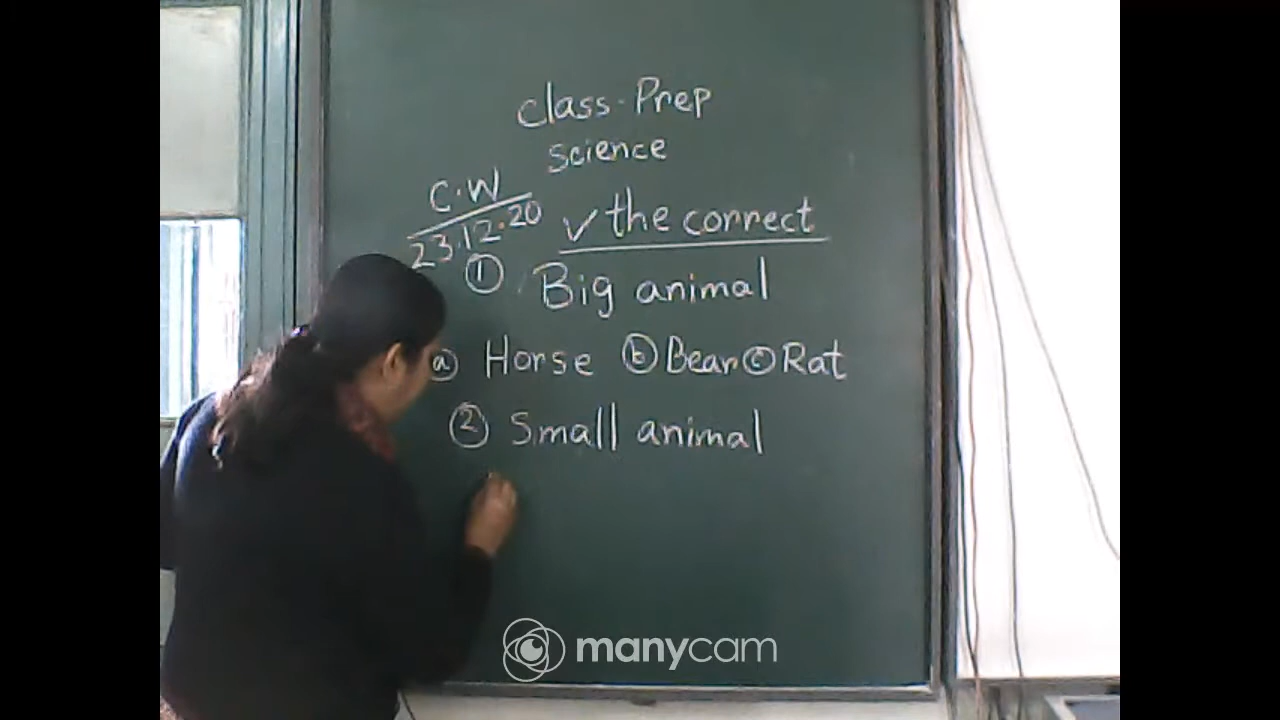 Class-Prep
Science
C.W
23.12.20
✓ the correct
① Big animal
ⓐ Horse ⓑ Bear ⓒ Rat
② Small animal
manycam